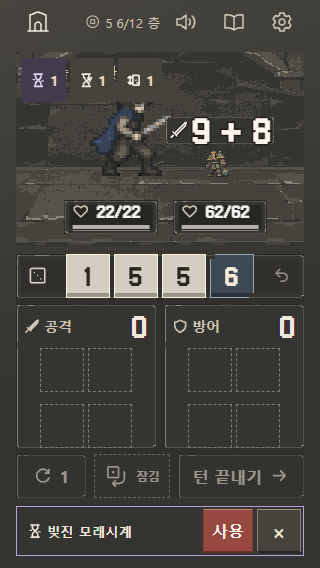 5 6/12 층
1 1 1
9 + 8
22/22 62/62
1 5 5 6
공격 0 방어 0
1 잠김 턴 끝내기 →
빚진 모래시계 사용 ×